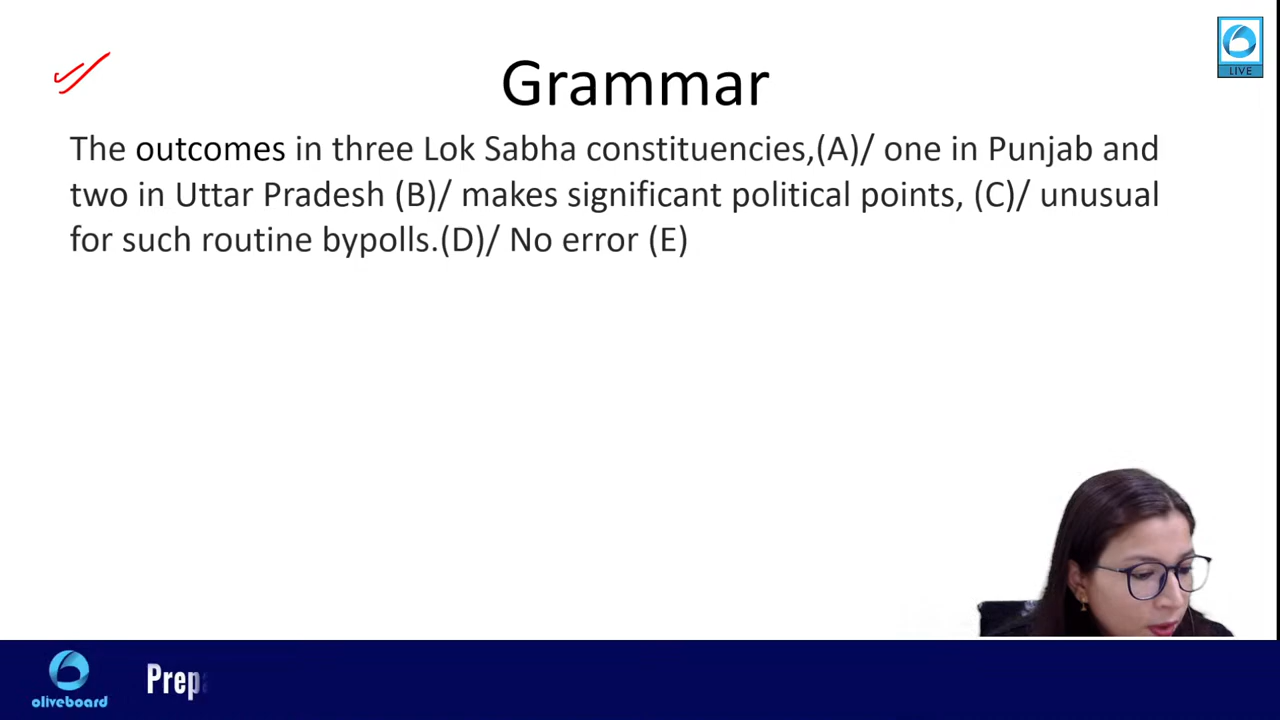 LIVE
Grammar
The outcomes in three Lok Sabha constituencies,(A)/ one in Punjab and
two in Uttar Pradesh (B)/ makes significant political points, (C)/ unusual
for such routine bypolls.(D)/ No error (E)
Prep
oliveboard